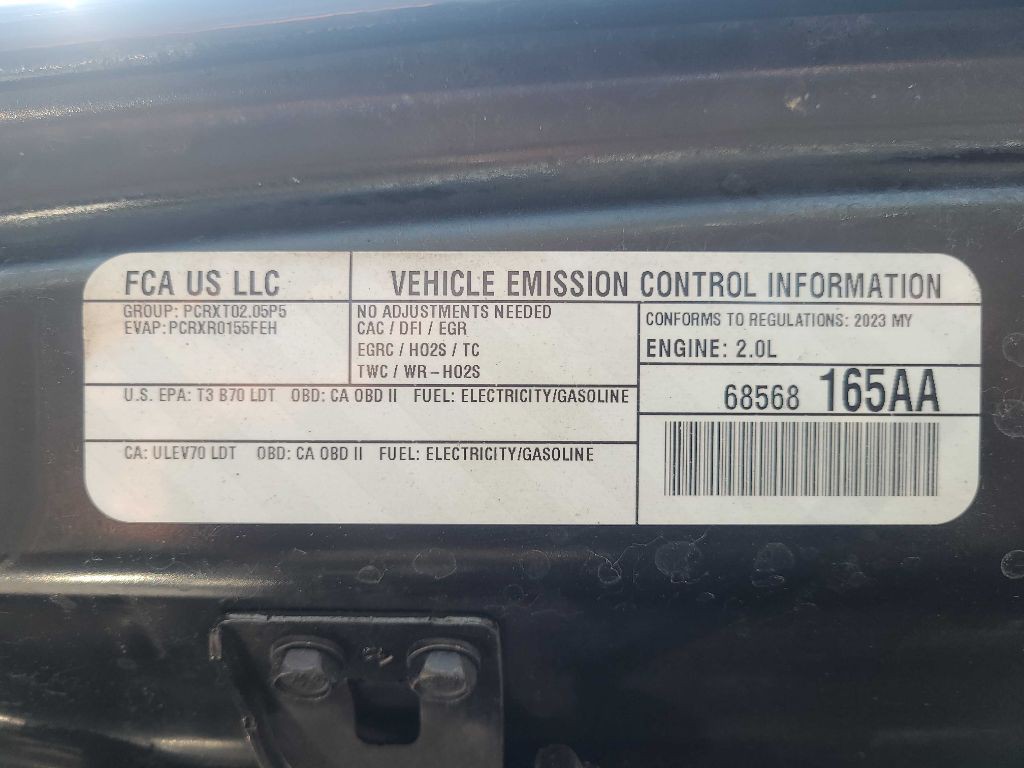 FCA US LLC
VEHICLE EMISSION CONTROL INFORMATION
GROUP: PCRXT02.05P5
EVAP: PCRXR0155FEH
NO ADJUSTMENTS NEEDED
CAC / DFI / EGR
EGRC / HO2S / TC
TWC / WR-HO2S
CONFORMS TO REGULATIONS: 2023 MY
ENGINE: 2.0L
U.S. EPA: T3 B70 LDT OBD: CA OBD II FUEL: ELECTRICITY/GASOLINE
68568 165AA
CA: ULEV70 LDT OBD: CA OBD II FUEL: ELECTRICITY/GASOLINE